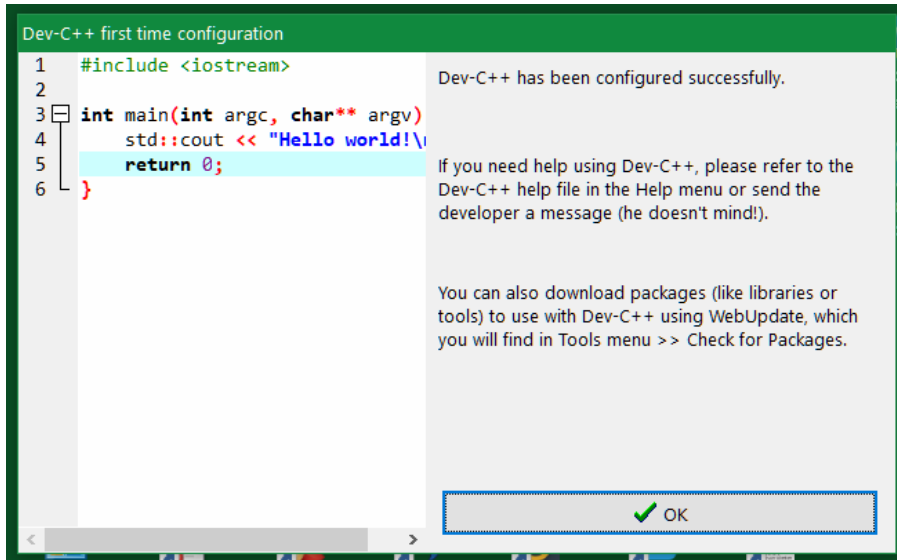 Dev-C++ first time configuration
1 #include <iostream>
2
3 int main(int argc, char** argv)
4 std::cout << "Hello world!\
5 return 0;
6 }
Dev-C++ has been configured successfully.
If you need help using Dev-C++, please refer to the
Dev-C++ help file in the Help menu or send the
developer a message (he doesn't mind!).
You can also download packages (like libraries or
tools) to use with Dev-C++ using WebUpdate, which
you will find in Tools menu >> Check for Packages.
OK